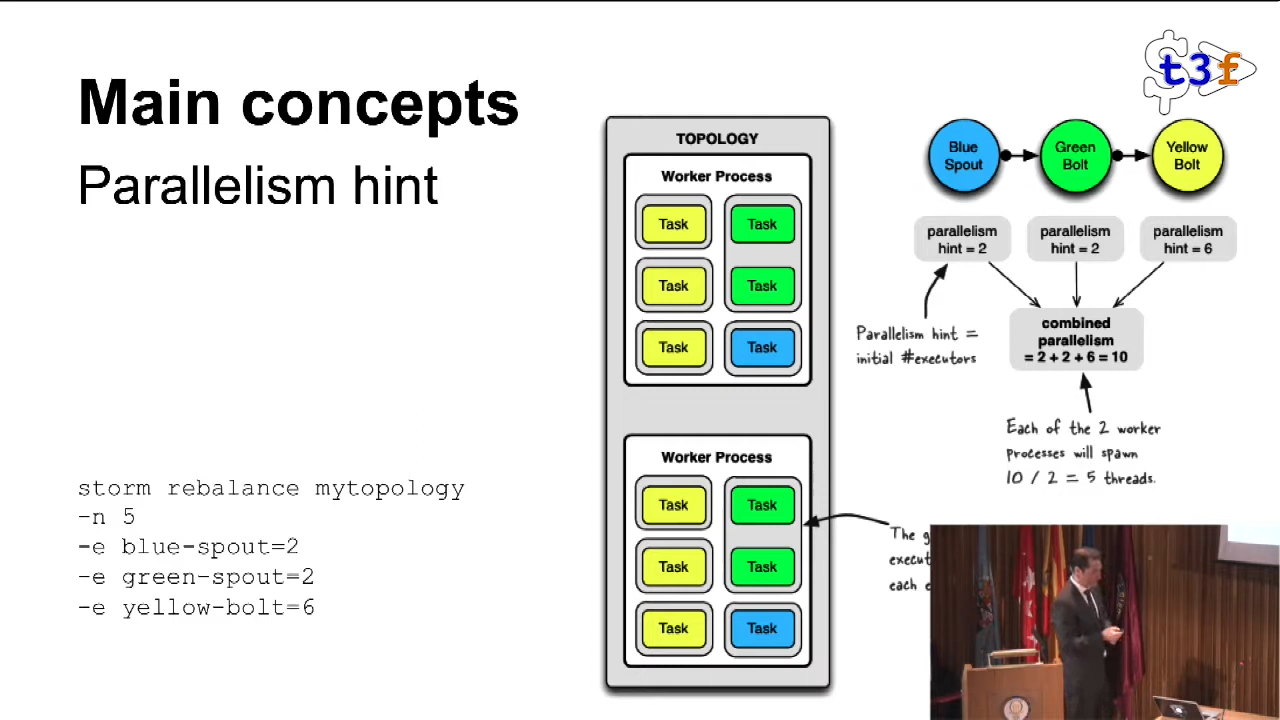 Main concepts
Parallelism hint
storm rebalance mytopology
-n 5
-e blue-spout=2
-e green-spout=2
-e yellow-bolt=6
TOPOLOGY
Worker Process
Task Task
Task Task
Task Task
Worker Process
Task Task
Task Task
Task Task
t3f
Blue
Spout
Green
Bolt
Yellow
Bolt
parallelism
hint = 2
parallelism
hint = 2
parallelism
hint = 6
Parallelism hint =
initial #executors
combined
parallelism
= 2 + 2 + 6 = 10
Each of the 2 worker
processes will spawn
10 / 2 = 5 threads.
The
each